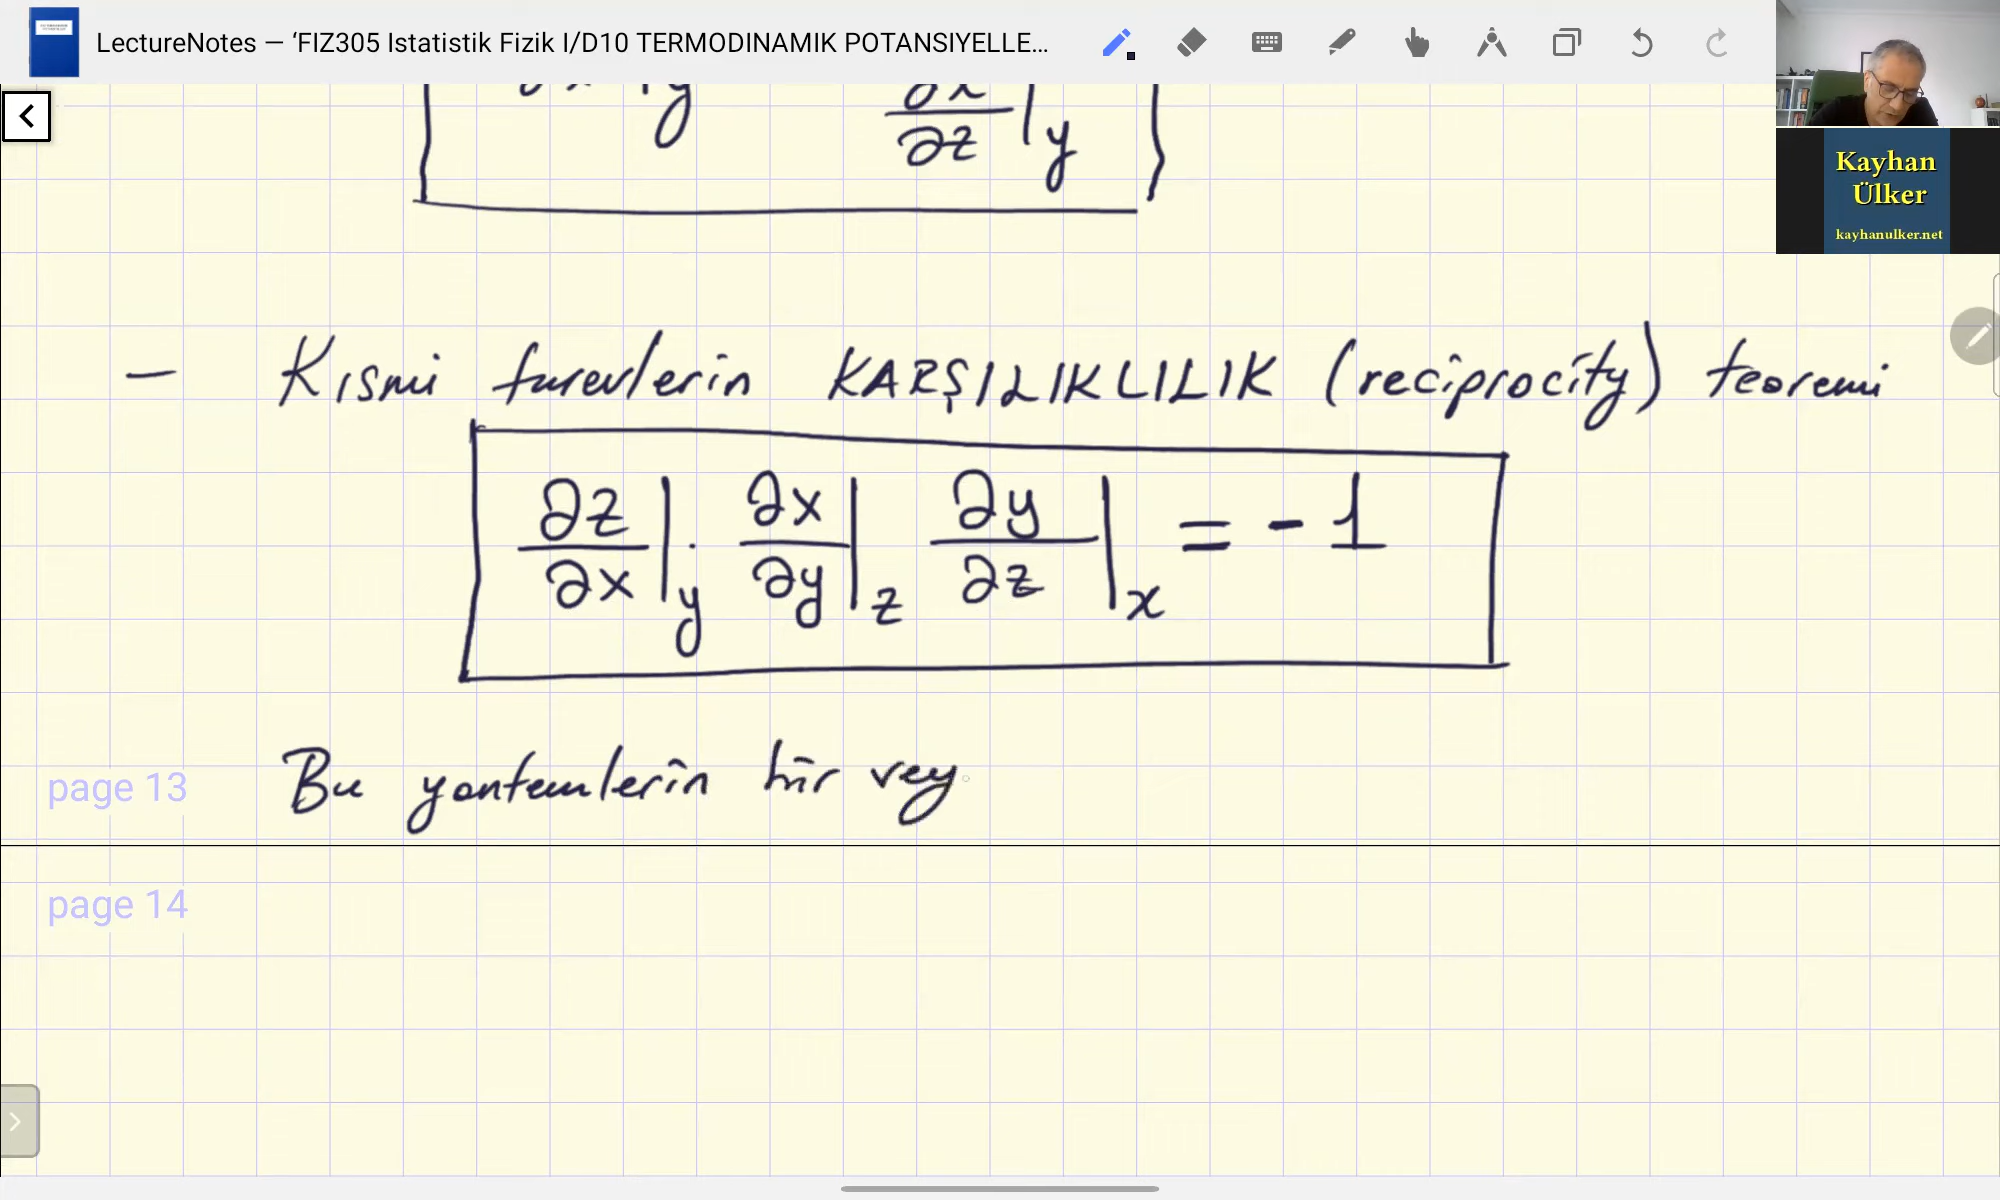 LectureNotes — ‘FIZ305 Istatistik Fizik I/D10 TERMODINAMIK POTANSIYELLE...
Kayhan
Ülker
kayhanulker.net
y ∂x
∂z | y
– Kısmi türevlerin KARŞILIKLILIK (reciprocity) teoremi
∂z/∂x |y · ∂x/∂y |z ∂y/∂z |x = - 1
page 13
Bu yöntemlerin bir vey
page 14